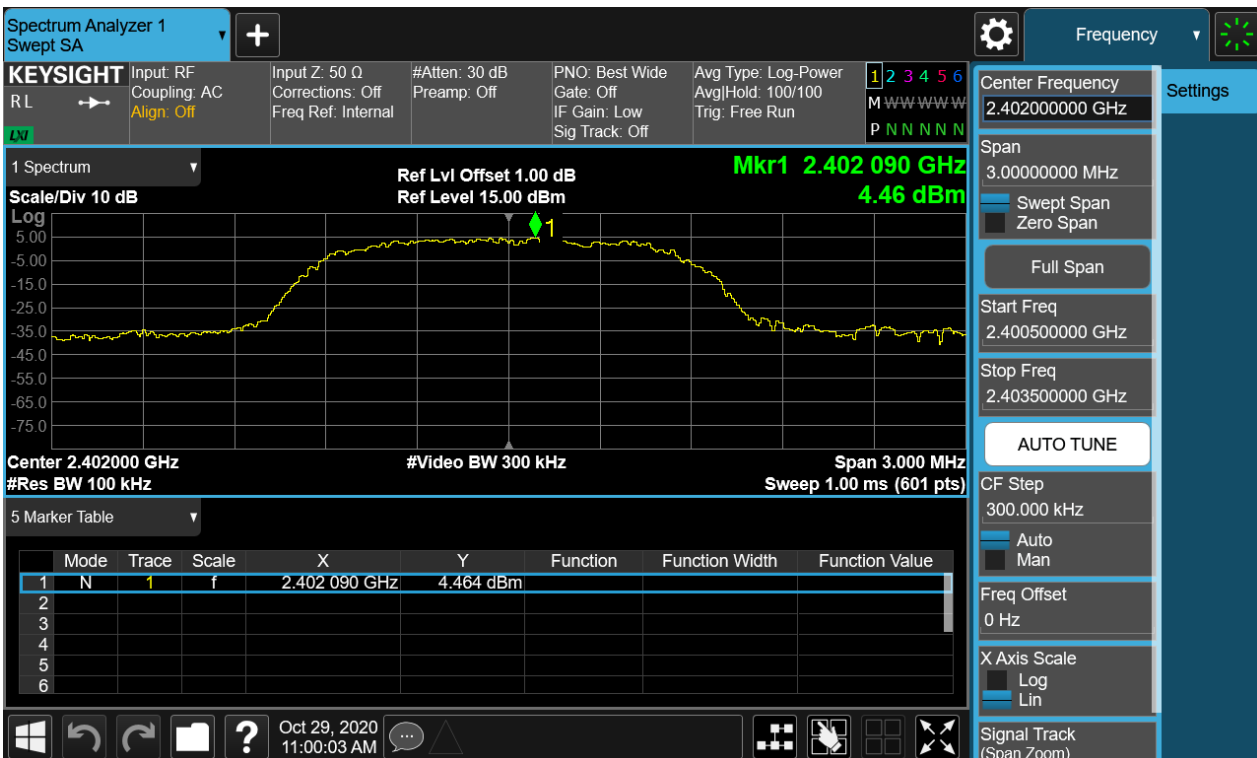 Spectrum Analyzer 1
Swept SA
Frequency
KEYSIGHT
R L
LXI
Input: RF
Coupling: AC
Align: Off
Input Z: 50 Ω
Corrections: Off
Freq Ref: Internal
#Atten: 30 dB
Preamp: Off
PNO: Best Wide
Gate: Off
IF Gain: Low
Sig Track: Off
Avg Type: Log-Power
Avg|Hold: 100/100
Trig: Free Run
1 2 3 4 5 6
M W W W W W
P N N N N N
1 Spectrum
Scale/Div 10 dB
Ref Lvl Offset 1.00 dB
Ref Level 15.00 dBm
Mkr1 2.402 090 GHz
4.46 dBm
Log
1
5.00
-5.00
-15.0
-25.0
-35.0
-45.0
-55.0
-65.0
-75.0
Center 2.402000 GHz
#Video BW 300 kHz
Span 3.000 MHz
#Res BW 100 kHz
Sweep 1.00 ms (601 pts)
5 Marker Table
Mode Trace Scale X Y Function Function Width Function Value
1 N 1 f 2.402 090 GHz 4.464 dBm
2
3
4
5
6
?
Oct 29, 2020
11:00:03 AM
Center Frequency
2.402000000 GHz
Span
3.00000000 MHz
Swept Span
Zero Span
Full Span
Start Freq
2.400500000 GHz
Stop Freq
2.403500000 GHz
AUTO TUNE
CF Step
300.000 kHz
Auto
Man
Freq Offset
0 Hz
X Axis Scale
Log
Lin
Signal Track
(Span Zoom)
Settings